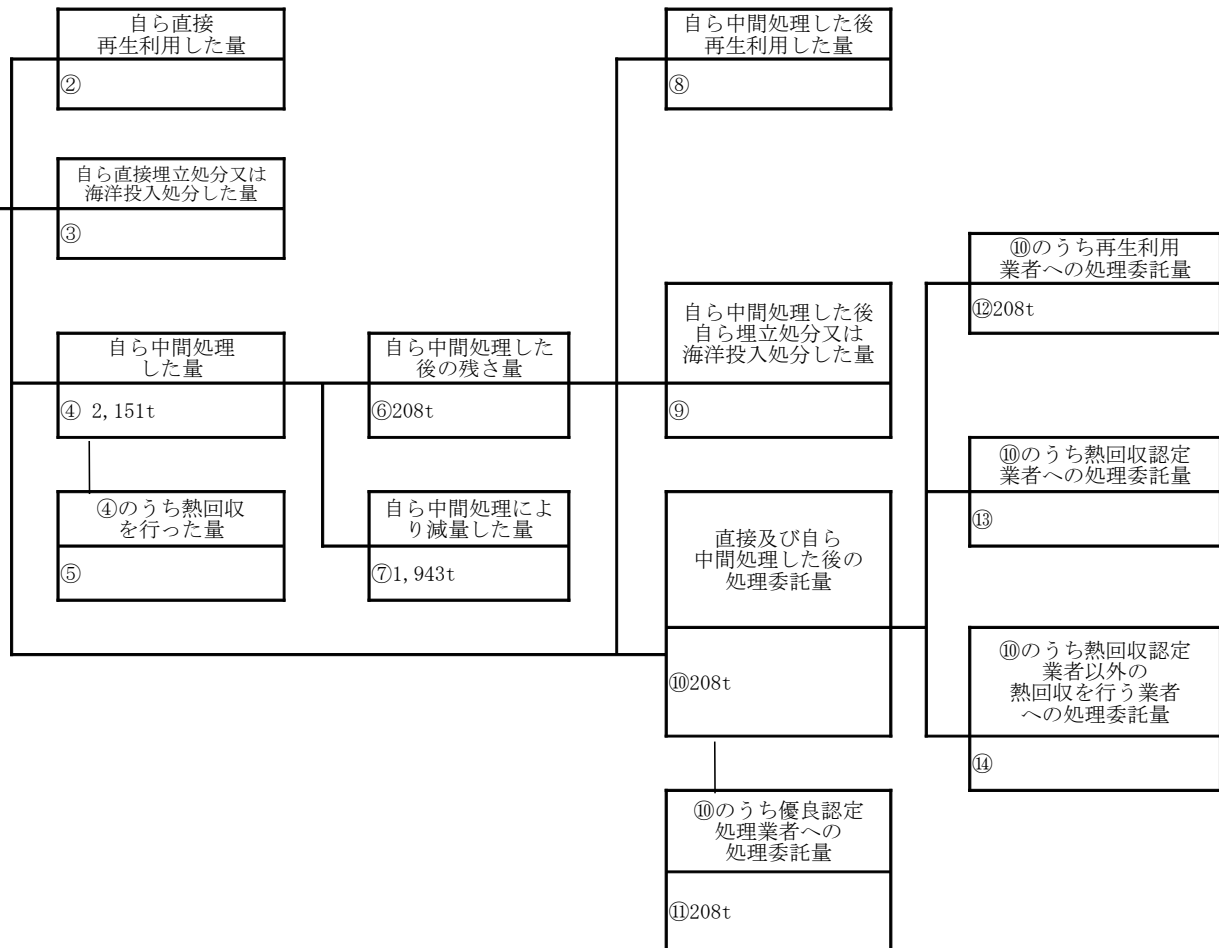 自ら直接
再生利用した量
②
自ら直接埋立処分又は
海洋投入処分した量
③
自ら中間処理
した量
④ 2,151t
④のうち熱回収
を行った量
⑤
自ら中間処理した
後の残さ量
⑥208t
自ら中間処理によ
り減量した量
⑦1,943t
自ら中間処理した後
再生利用した量
⑧
自ら中間処理した後
自ら埋立処分又は
海洋投入処分した量
⑨
直接及び自ら
中間処理した後の
処理委託量
⑩208t
⑩のうち優良認定
処理業者への
処理委託量
⑪208t
⑩のうち再生利用
業者への処理委託量
⑫208t
⑩のうち熱回収認定
業者への処理委託量
⑬
⑩のうち熱回収認定
業者以外の
熱回収を行う業者
への処理委託量
⑭